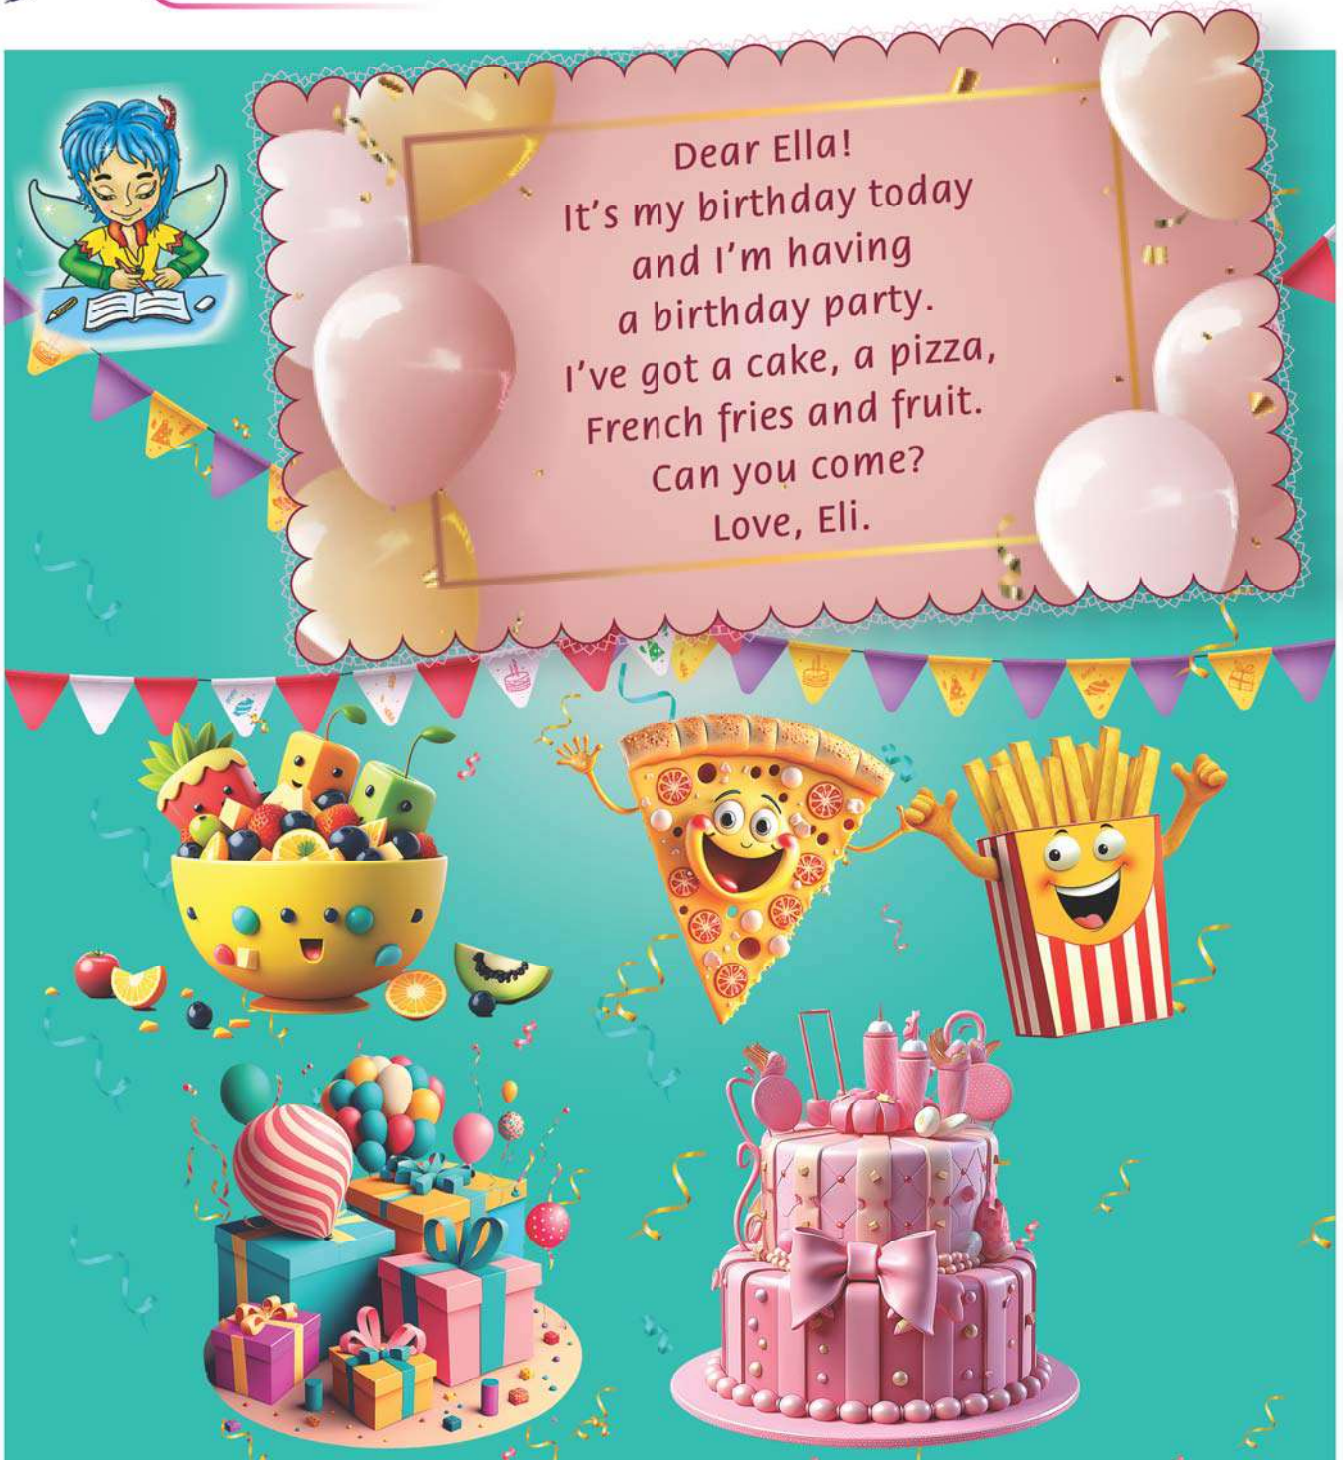 Dear Ella!
It's my birthday today
and I'm having
a birthday party.
I've got a cake, a pizza,
French fries and fruit.
Can you come?
Love, Eli.